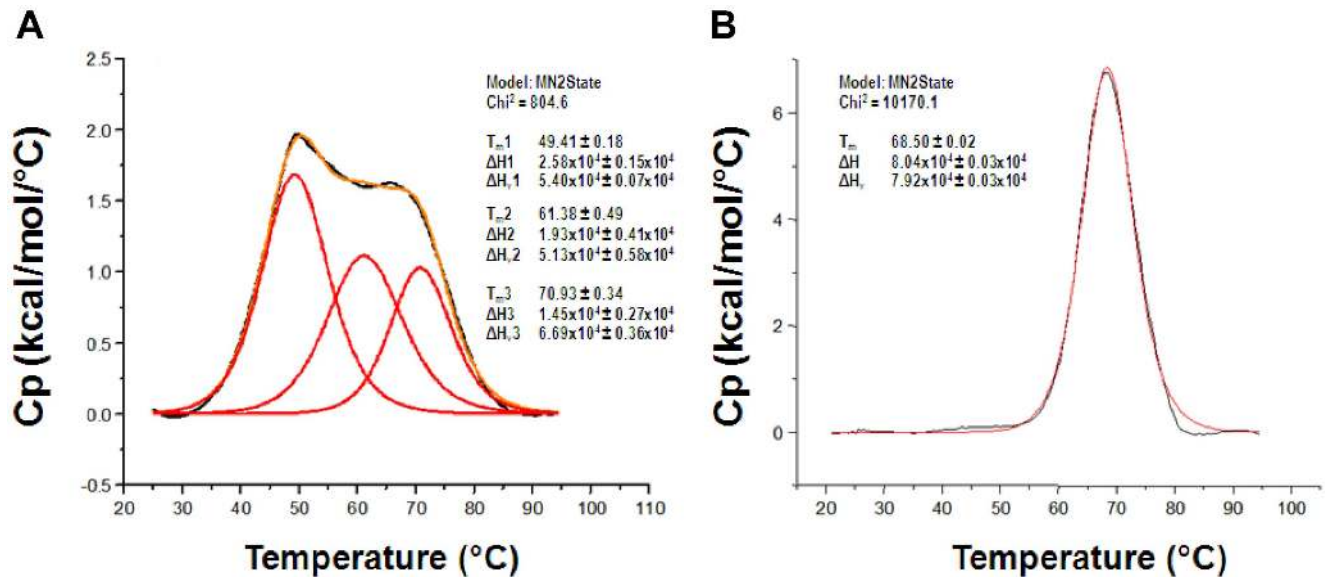 A
Cp (kcal/mol/°C)
2.5
2.0
1.5
1.0
0.5
0.0
-0.5
20 30 40 50 60 70 80 90 100 110
Temperature (°C)
Model: MN2State
Chi² = 804.6
Tₘ1 49.41 ± 0.18
ΔH1 2.58x10⁴ ± 0.15x10⁴
ΔHᵥ1 5.40x10⁴ ± 0.07x10⁴
Tₘ2 61.38 ± 0.49
ΔH2 1.93x10⁴ ± 0.41x10⁴
ΔHᵥ2 5.13x10⁴ ± 0.58x10⁴
Tₘ3 70.93 ± 0.34
ΔH3 1.45x10⁴ ± 0.27x10⁴
ΔHᵥ3 6.69x10⁴ ± 0.36x10⁴
B
Cp (kcal/mol/°C)
6
4
2
0
20 30 40 50 60 70 80 90 100
Temperature (°C)
Model: MN2State
Chi² = 10170.1
Tₘ 68.50 ± 0.02
ΔH 8.04x10⁴ ± 0.03x10⁴
ΔHᵥ 7.92x10⁴ ± 0.03x10⁴